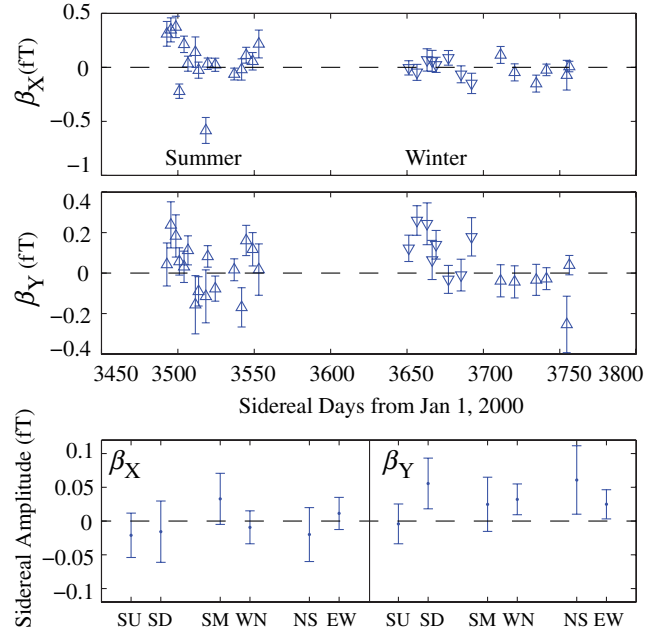 0.5
0
−0.5
−1
β_X (fT)
Summer
Winter
0.4
0.2
0
−0.2
−0.4
β_Y (fT)
3450 3500 3550 3600 3650 3700 3750 3800
Sidereal Days from Jan 1, 2000
Sidereal Amplitude (fT)
0.1
0.05
0
−0.05
−0.1
β_X
β_Y
SU SD SM WN NS EW SU SD SM WN NS EW